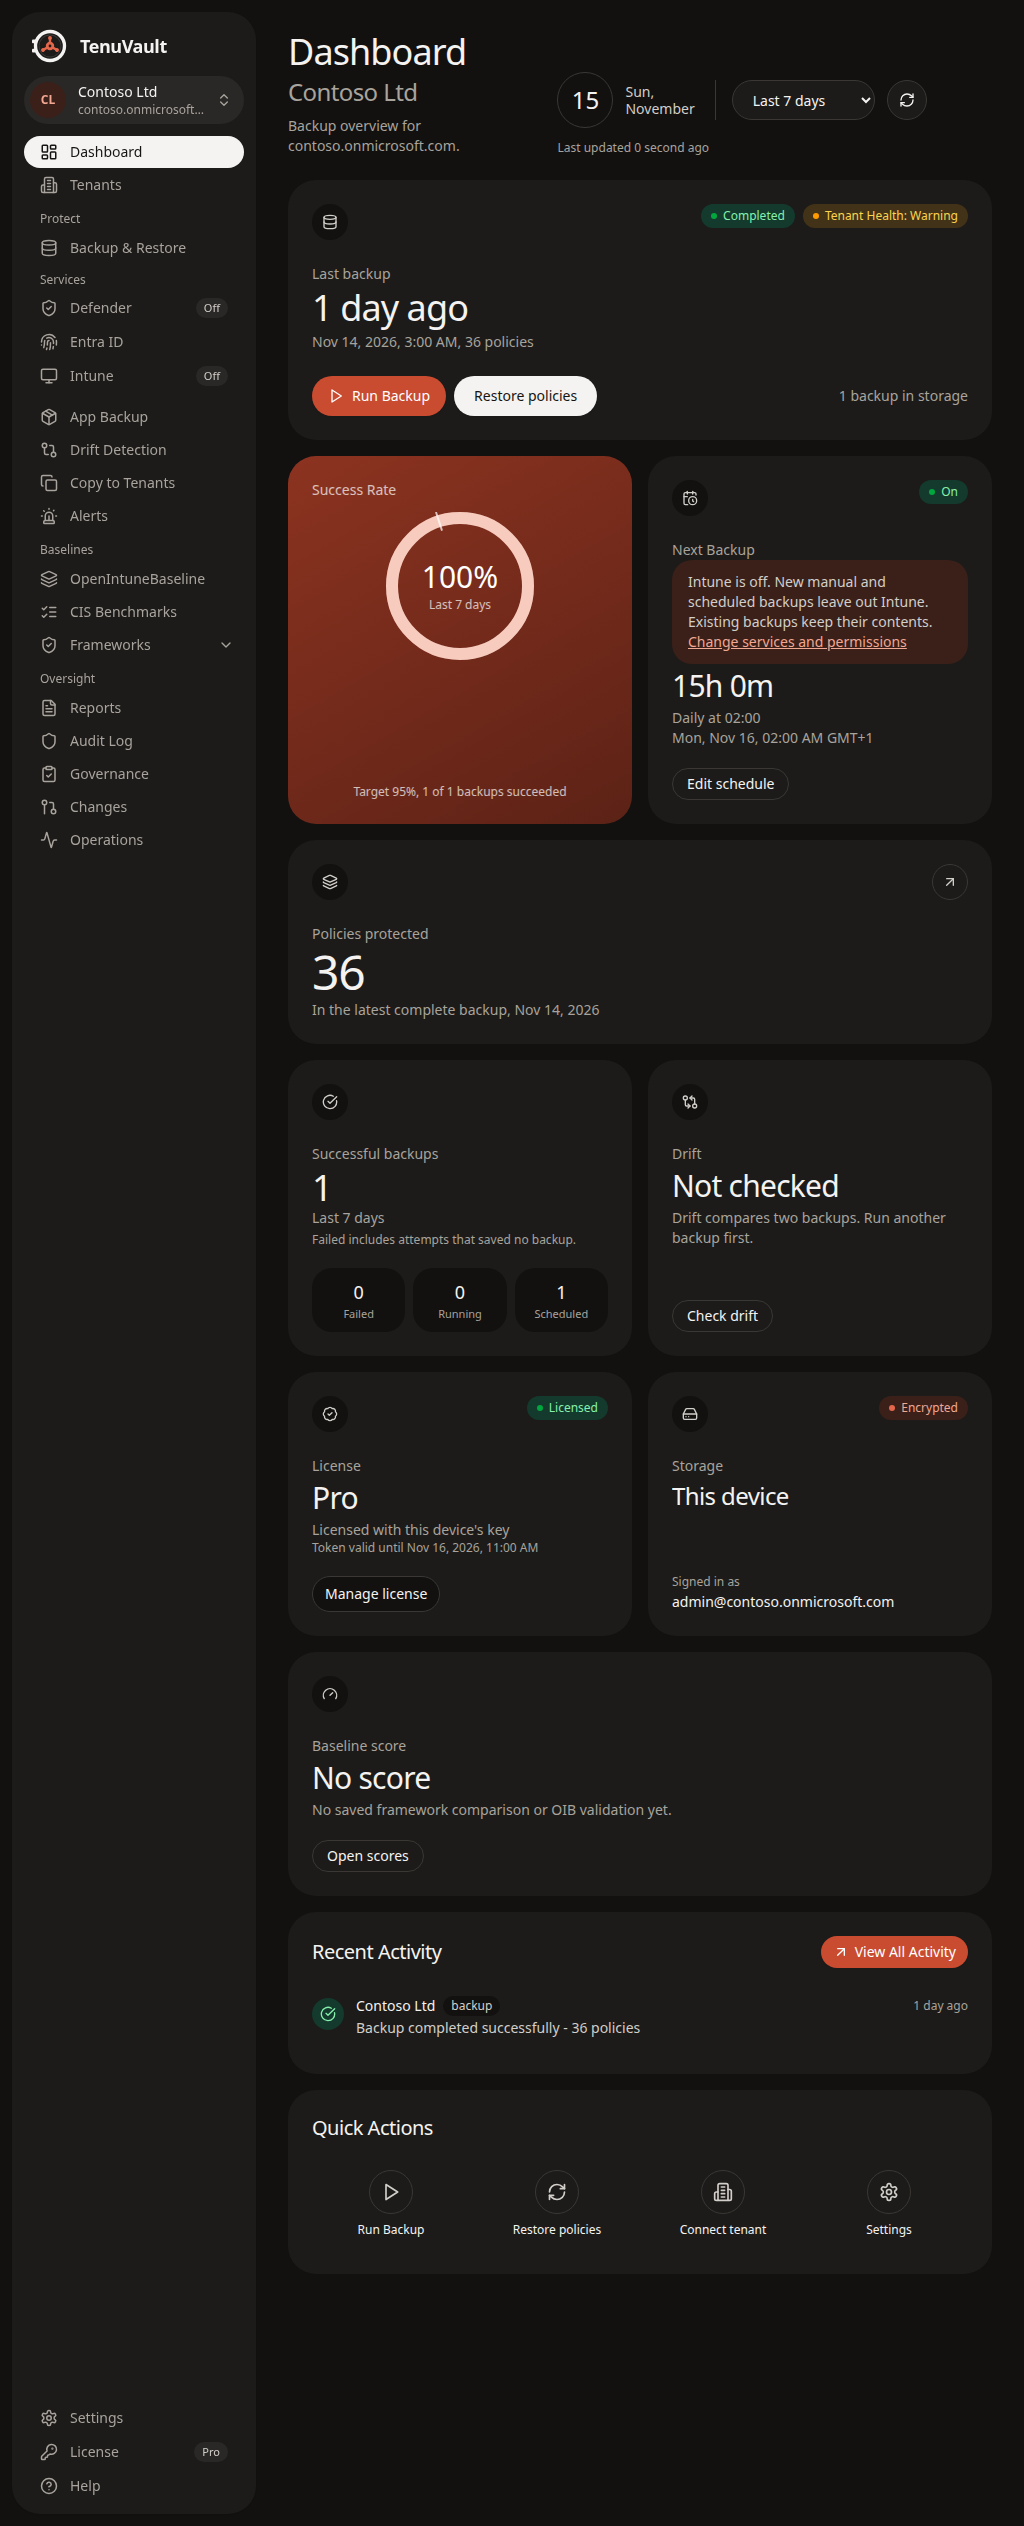 TenuVault
CL
Contoso Ltd
contoso.onmicrosoft...
Dashboard
Tenants
Protect
Backup & Restore
Services
Defender
Off
Entra ID
Intune
Off
App Backup
Drift Detection
Copy to Tenants
Alerts
Baselines
OpenIntuneBaseline
CIS Benchmarks
Frameworks
Oversight
Reports
Audit Log
Governance
Changes
Operations
Settings
License
Pro
Help
Dashboard
Contoso Ltd
Backup overview for
contoso.onmicrosoft.com.
15
Sun,
November
Last 7 days
Last updated 0 second ago
Completed
Tenant Health: Warning
Last backup
1 day ago
Nov 14, 2026, 3:00 AM, 36 policies
Run Backup
Restore policies
1 backup in storage
Success Rate
100%
Last 7 days
Target 95%, 1 of 1 backups succeeded
On
Next Backup
Intune is off. New manual and
scheduled backups leave out Intune.
Existing backups keep their contents.
Change services and permissions
15h 0m
Daily at 02:00
Mon, Nov 16, 02:00 AM GMT+1
Edit schedule
Policies protected
36
In the latest complete backup, Nov 14, 2026
Successful backups
1
Last 7 days
Failed includes attempts that saved no backup.
0
Failed
0
Running
1
Scheduled
Drift
Not checked
Drift compares two backups. Run another
backup first.
Check drift
Licensed
License
Pro
Licensed with this device's key
Token valid until Nov 16, 2026, 11:00 AM
Manage license
Encrypted
Storage
This device
Signed in as
admin@contoso.onmicrosoft.com
Baseline score
No score
No saved framework comparison or OIB validation yet.
Open scores
Recent Activity
View All Activity
Contoso Ltd
backup
1 day ago
Backup completed successfully - 36 policies
Quick Actions
Run Backup
Restore policies
Connect tenant
Settings